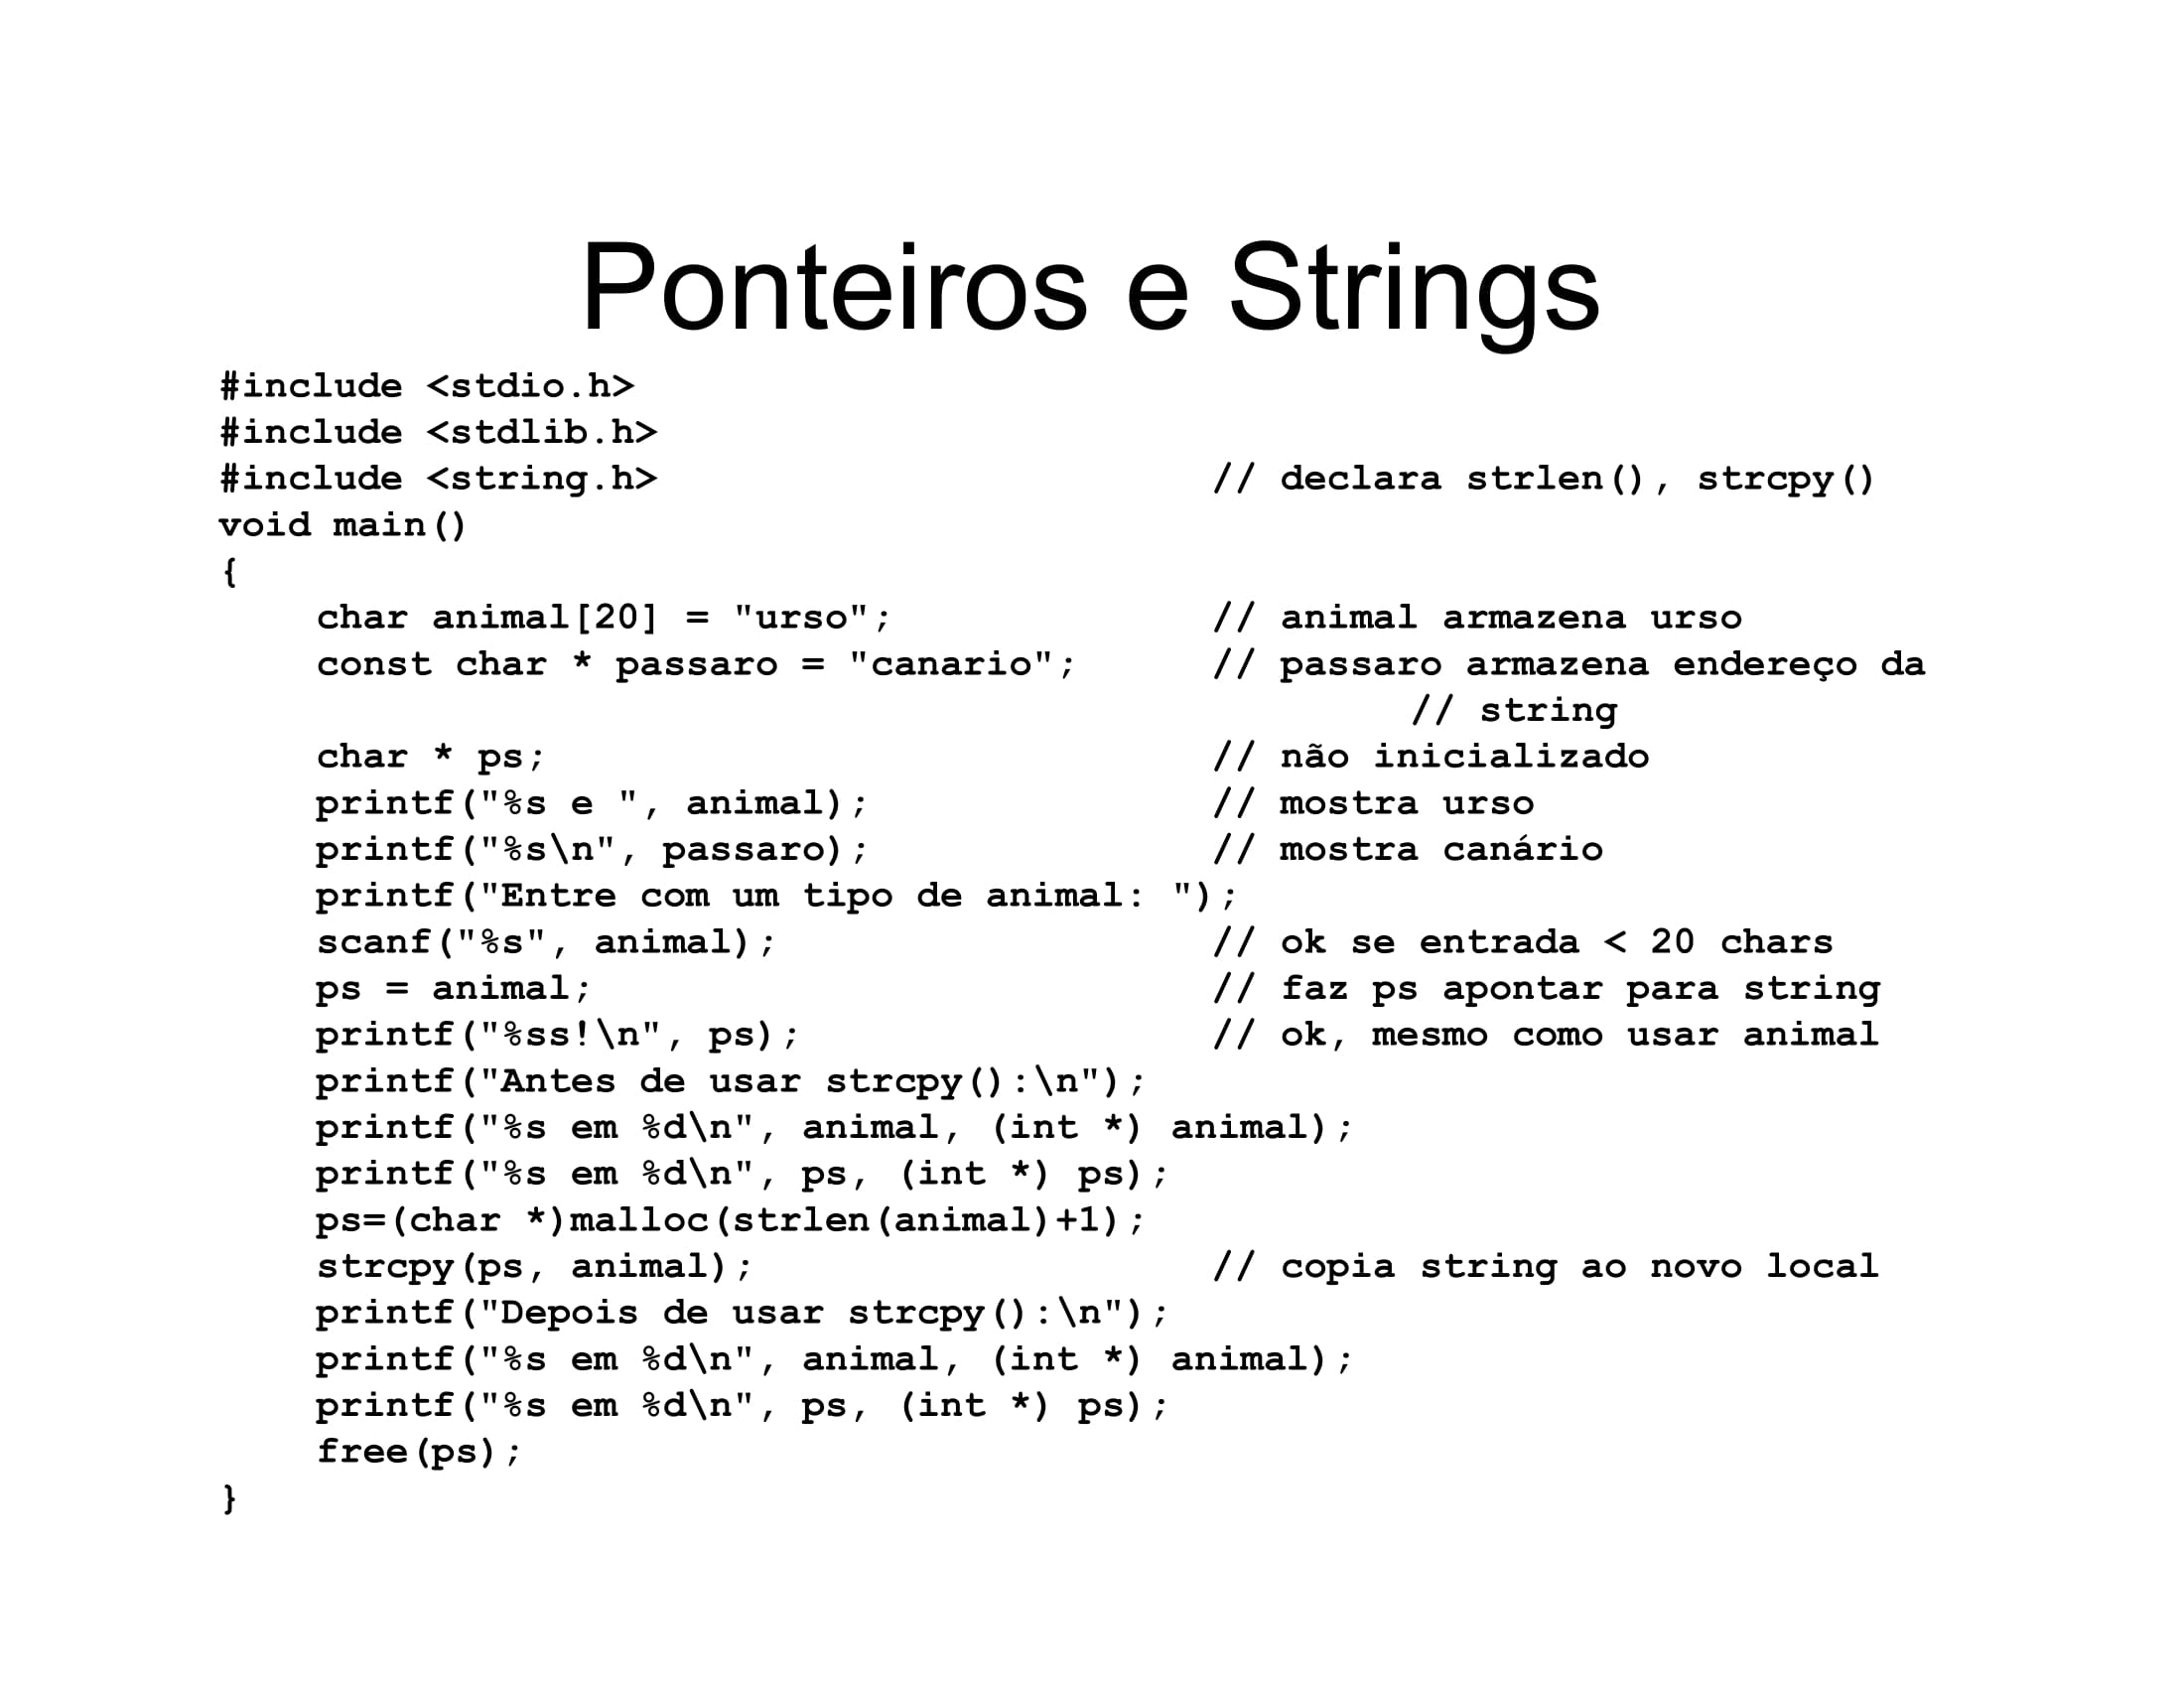 Ponteiros e Strings
#include <stdio.h>
#include <stdlib.h>
#include <string.h> // declara strlen(), strcpy()
void main()
{
char animal[20] = "urso"; // animal armazena urso
const char * passaro = "canario"; // passaro armazena endereço da
// string
char * ps; // não inicializado
printf("%s e ", animal); // mostra urso
printf("%s\n", passaro); // mostra canário
printf("Entre com um tipo de animal: ");
scanf("%s", animal); // ok se entrada < 20 chars
ps = animal; // faz ps apontar para string
printf("%ss!\n", ps); // ok, mesmo como usar animal
printf("Antes de usar strcpy():\n");
printf("%s em %d\n", animal, (int *) animal);
printf("%s em %d\n", ps, (int *) ps);
ps=(char *)malloc(strlen(animal)+1);
strcpy(ps, animal); // copia string ao novo local
printf("Depois de usar strcpy():\n");
printf("%s em %d\n", animal, (int *) animal);
printf("%s em %d\n", ps, (int *) ps);
free(ps);
}